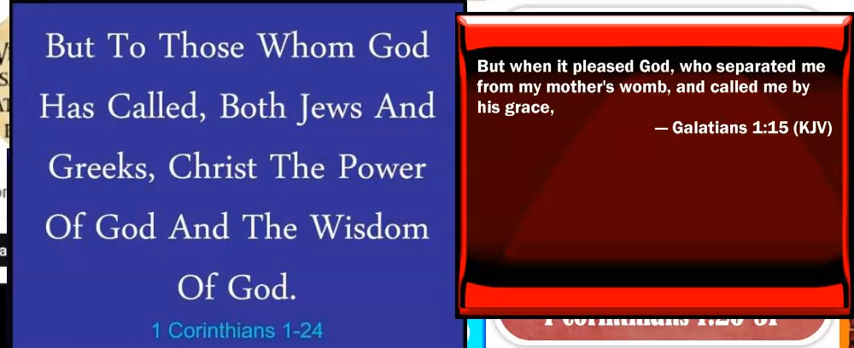 But To Those Whom God
Has Called, Both Jews And
Greeks, Christ The Power
Of God And The Wisdom
Of God.
1 Corinthians 1-24
But when it pleased God, who separated me
from my mother's womb, and called me by
his grace,
— Galatians 1:15 (KJV)